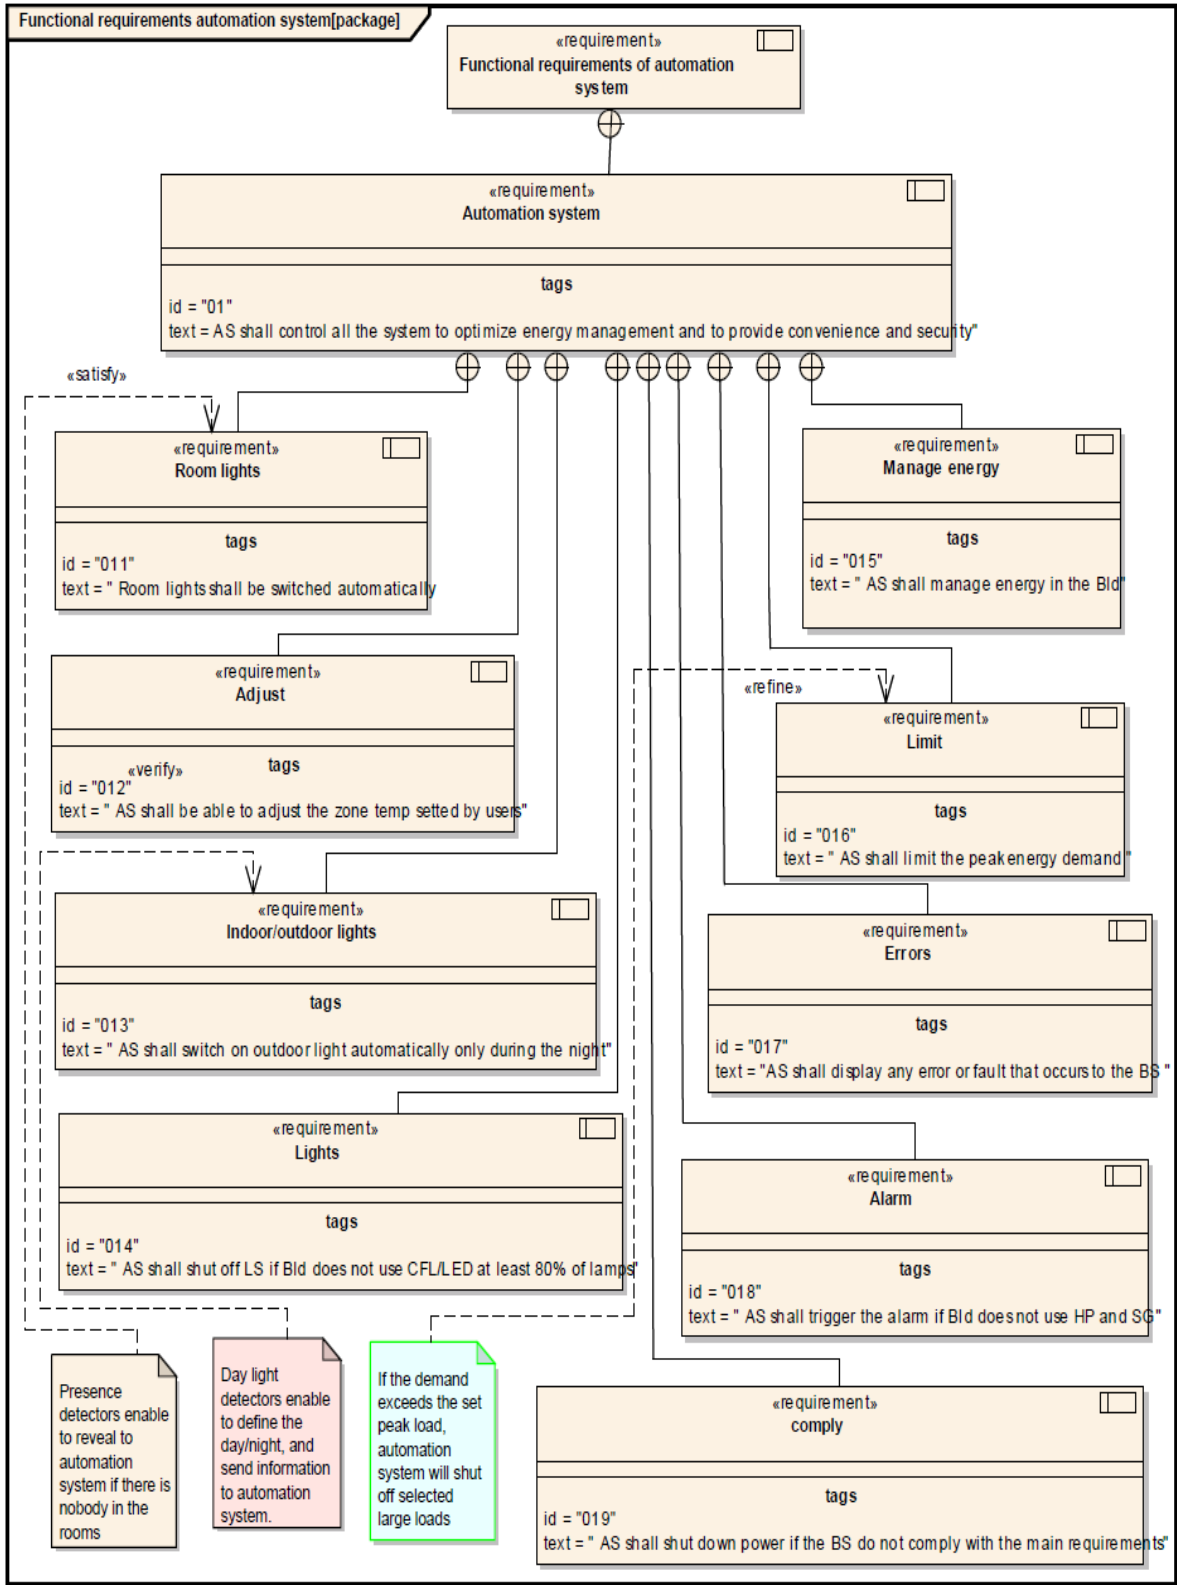 Functional requirements automation system[package]
«requirement»
Functional requirements of automation
system
«requirement»
Automation system
tags
id = "01"
text = AS shall control all the system to optimize energy management and to provide convenience and security"
«satisfy»
«requirement»
Room lights
tags
id = "011"
text = " Room lights shall be switched automatically
«requirement»
Manage energy
tags
id = "015"
text = " AS shall manage energy in the Bld"
«requirement»
Adjust
tags
«verify»
id = "012"
text = " AS shall be able to adjust the zone temp setted by users"
«refine»
«requirement»
Limit
tags
id = "016"
text = " AS shall limit the peak energy demand "
«requirement»
Indoor/outdoor lights
tags
id = "013"
text = " AS shall switch on outdoor light automatically only during the night"
«requirement»
Errors
tags
id = "017"
text = "AS shall display any error or fault that occurs to the BS "
«requirement»
Lights
tags
id = "014"
text = " AS shall shut off LS if Bld does not use CFL/LED at least 80% of lamps"
«requirement»
Alarm
tags
id = "018"
text = " AS shall trigger the alarm if Bld does not use HP and SG"
Presence
detectors enable
to reveal to
automation
system if there is
nobody in the
rooms
Day light
detectors enable
to define the
day/night, and
send information
to automation
system.
If the demand
exceeds the set
peak load,
automation
system will shut
off selected
large loads
«requirement»
comply
tags
id = "019"
text = " AS shall shut down power if the BS do not comply with the main requirements"